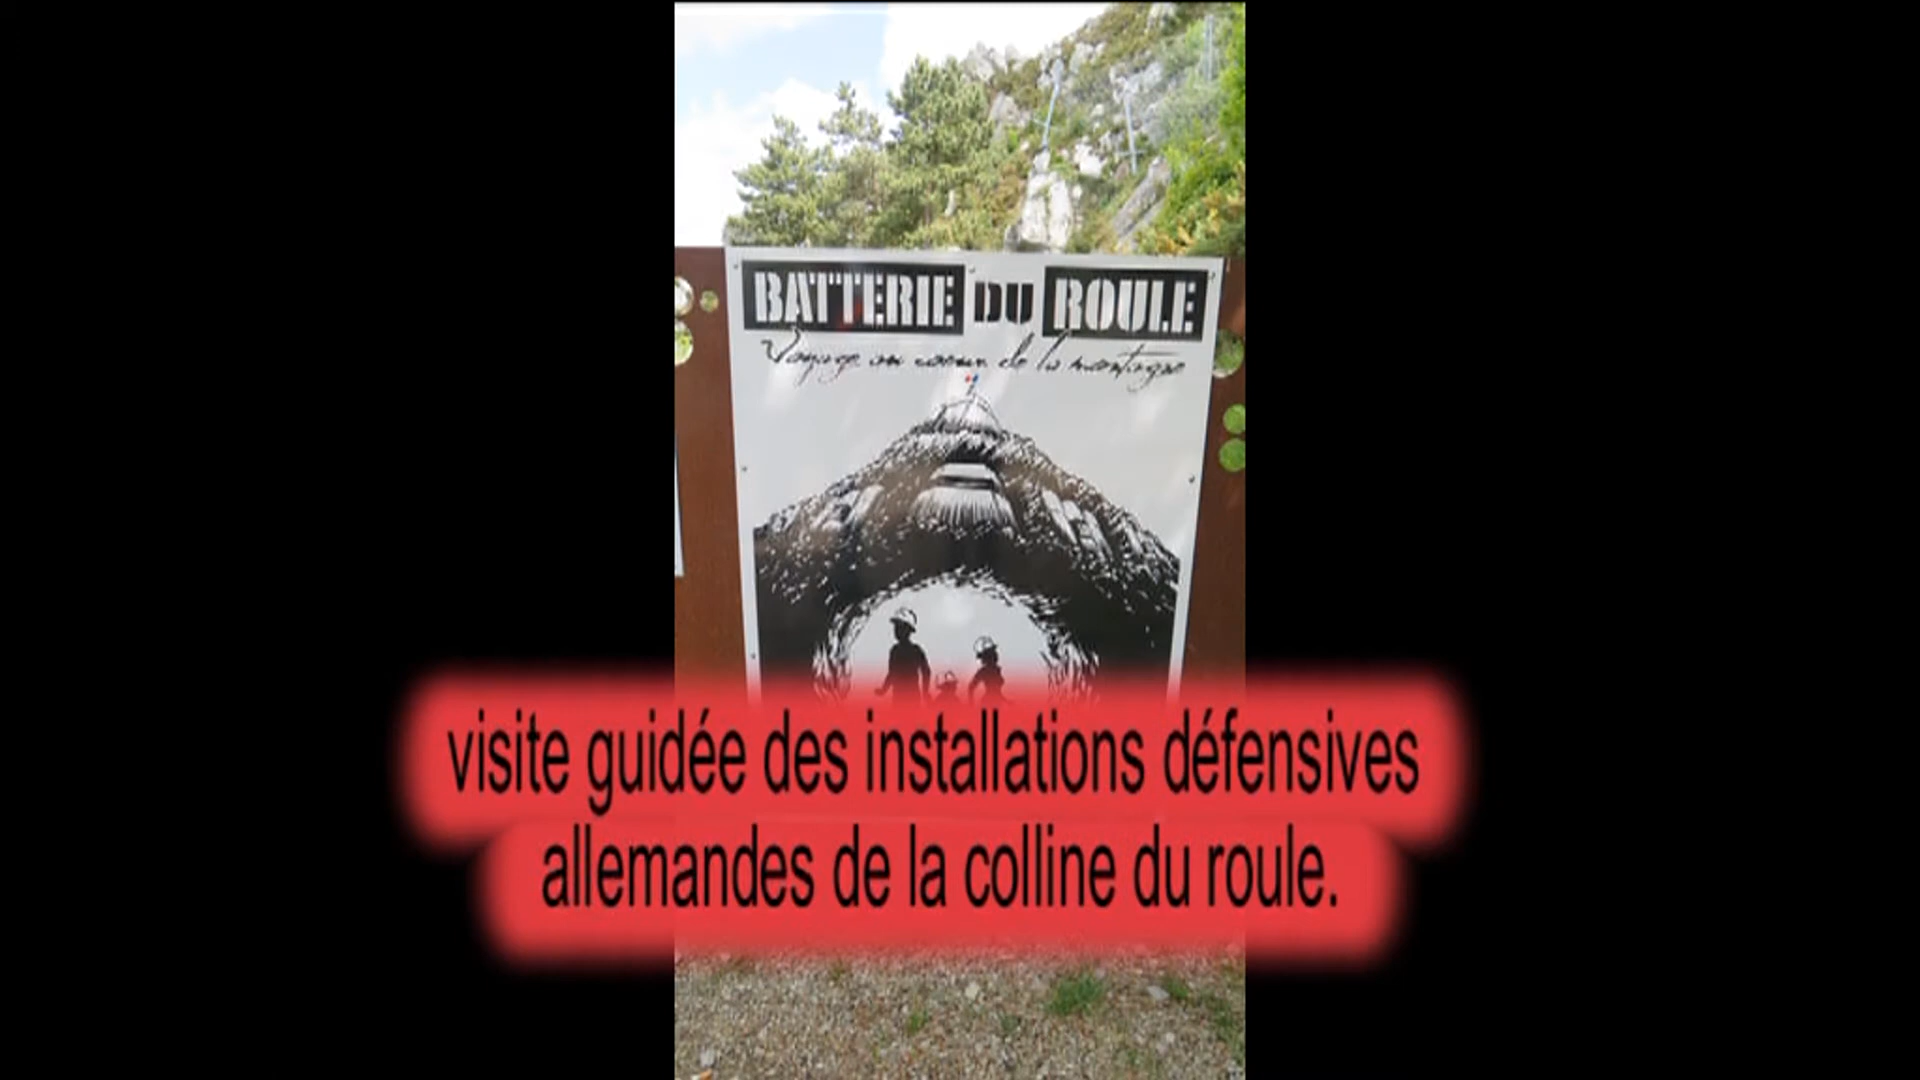 BATTERIE DU ROULE
Voyage au coeur de la montagne
visite guidée des installations défensives
allemandes de la colline du roule.